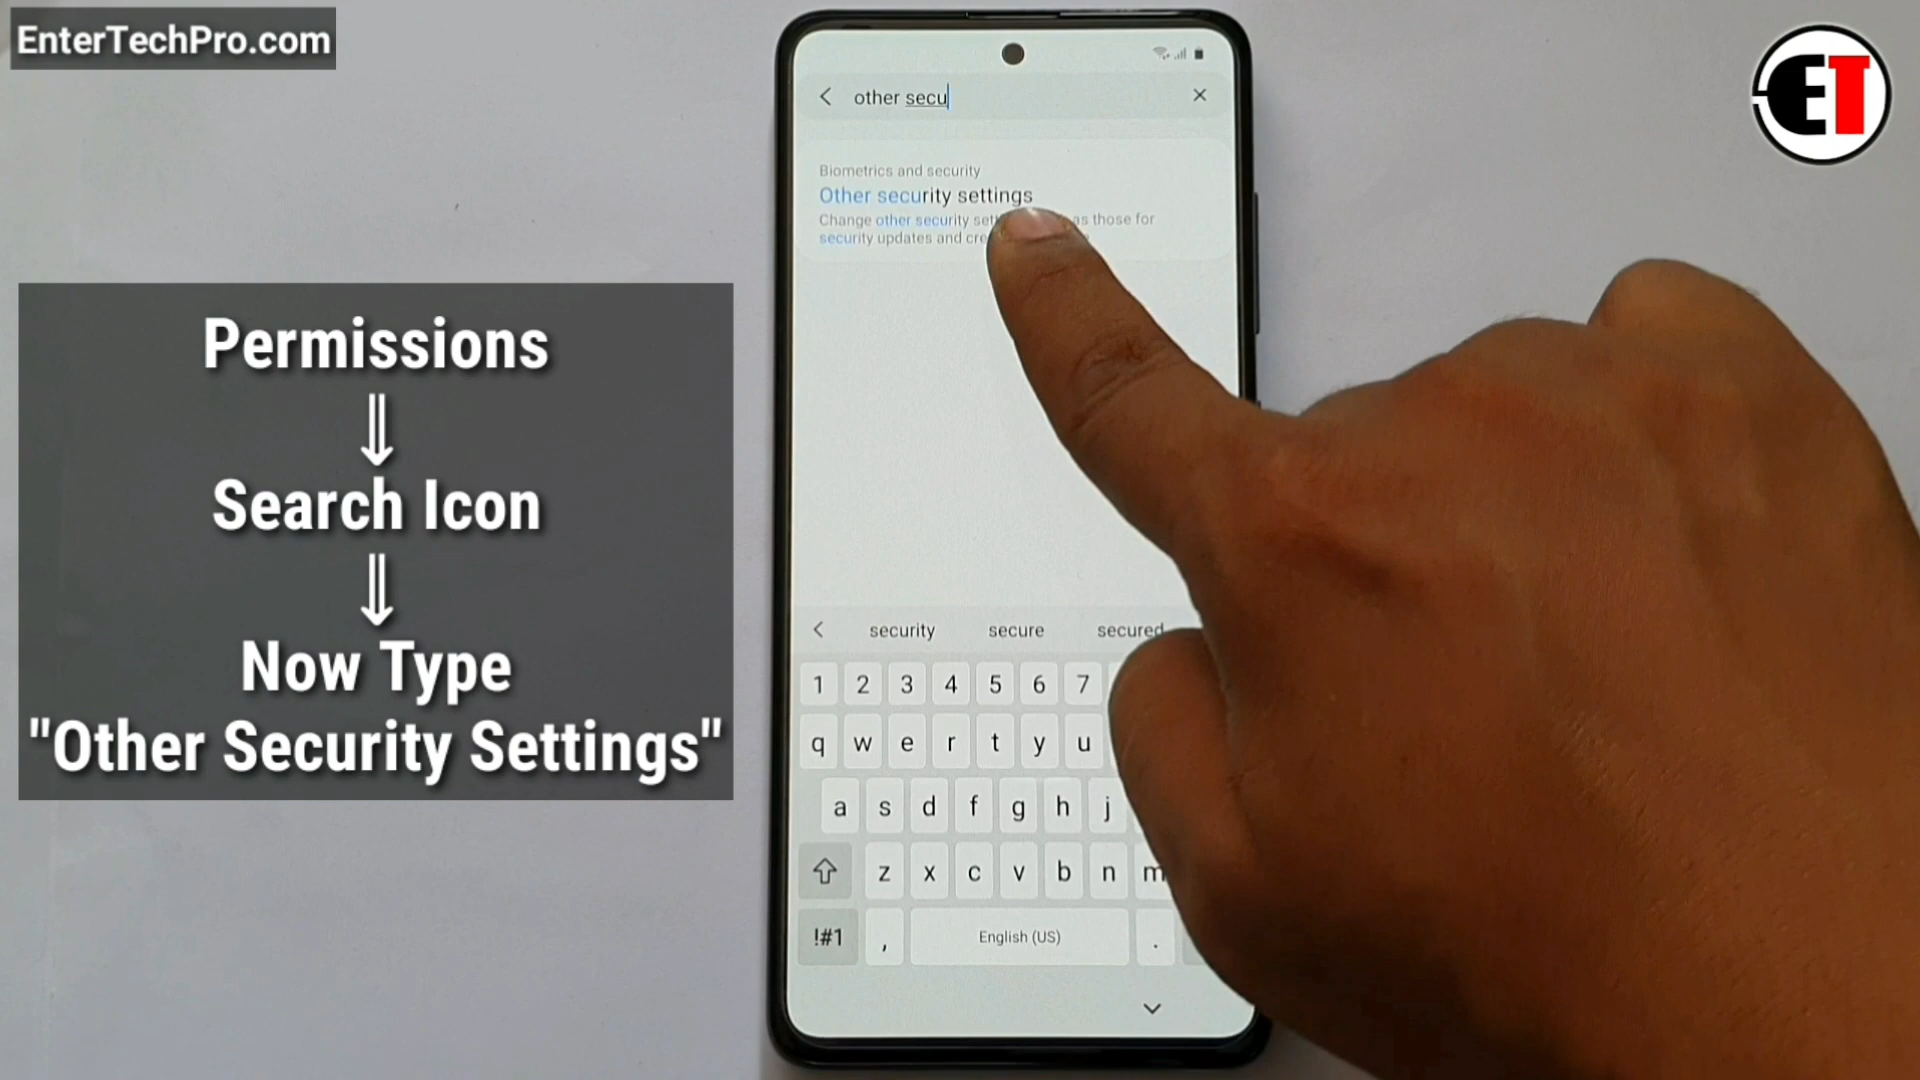 EnterTechPro.com
ET
Permissions
⇓
Search Icon
⇓
Now Type
"Other Security Settings"
other secu
Biometrics and security
Other security settings
Change other security as those for
security updates and
security secure secured
1 2 3 4 5 6 7
q w e r t y u
a s d f g h j
z x c v b n m
!#1 , English (US) .